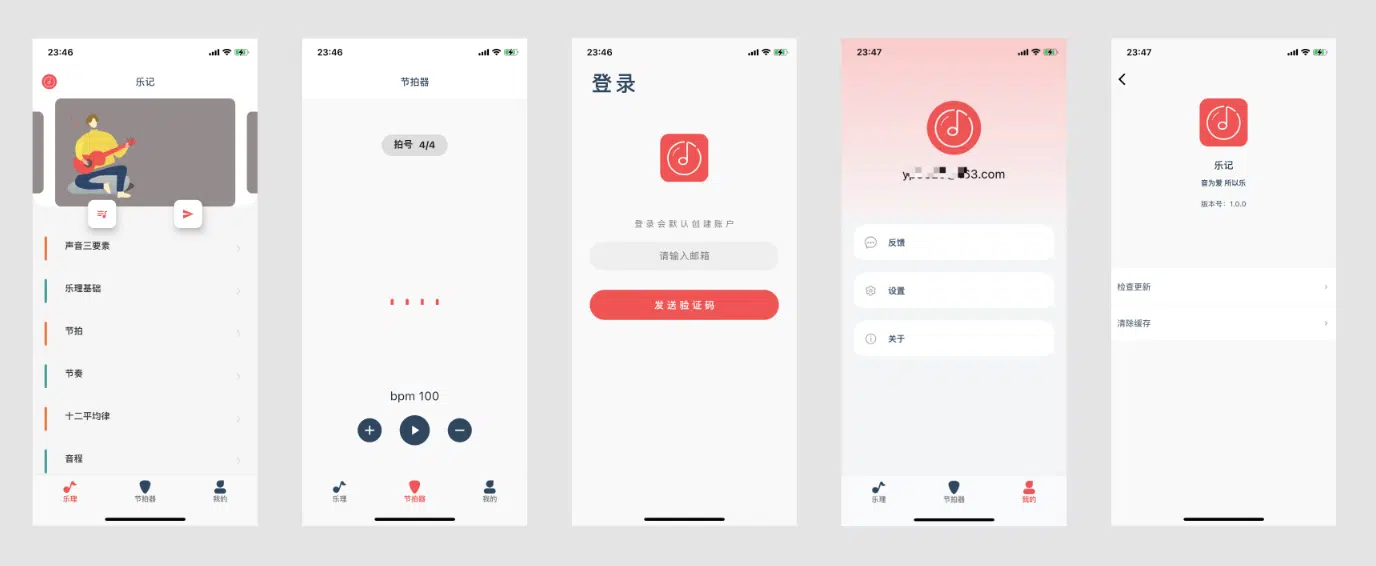 23:46
乐记
声音三要素
乐理基础
节拍
节奏
十二平均律
音程
乐理
节拍器
我的
23:46
节拍器
拍号 4/4
bpm 100
乐理
节拍器
我的
23:46
登录
登录会默认创建账户
请输入邮箱
发送验证码
23:47
反馈
设置
关于
乐理
节拍器
我的
23:47
乐记
音为爱 所以乐
版本号：1.0.0
检查更新
清除缓存